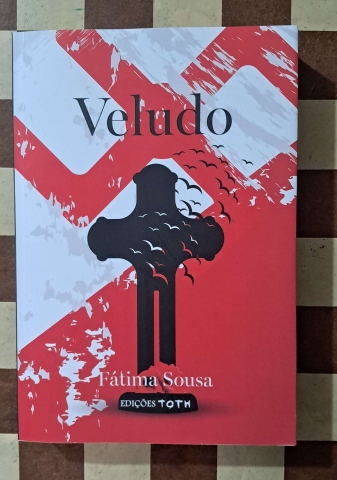 Veludo
Fátima Sousa
EDIÇÕES TOTH